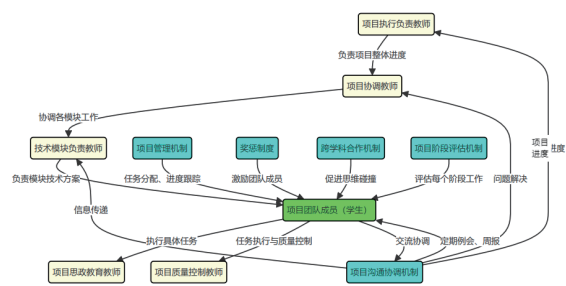 项目执行负责教师
负责项目整体进度
项目协调教师
协调各模块工作
技术模块负责教师
项目管理机制
奖惩制度
跨学科合作机制
项目阶段评估机制
项目
进度
进度
负责模块技术方案
任务分配、进度跟踪
激励团队成员
促进思维碰撞
评估每个阶段工作
问题解决
信息传递
项目团队成员（学生）
执行具体任务
任务执行与质量控制
交流协调
定期例会、周报
项目思政教育教师
项目质量控制教师
项目沟通协调机制